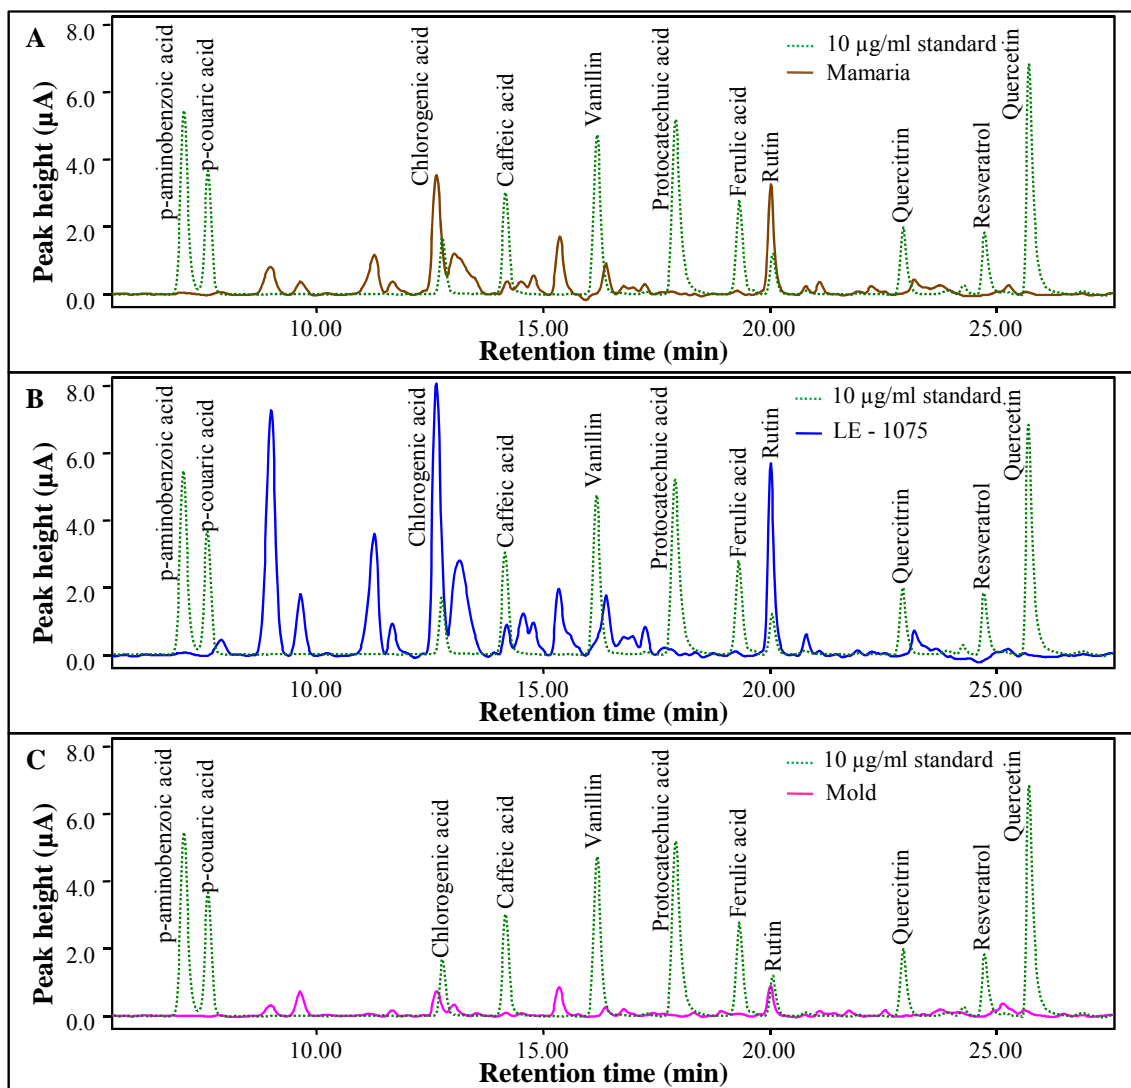 A
8.0
6.0
4.0
2.0
0.0
Peak height (µA)
p-aminobenzoic acid
p-couaric acid
Chlorogenic acid
Caffeic acid
Vanillin
Protocatechuic acid
Ferulic acid
Rutin
Quercitrin
Resveratrol
Quercetin
10 µg/ml standard
Mamaria
10.00 15.00 20.00 25.00
Retention time (min)
B
8.0
6.0
4.0
2.0
0.0
Peak height (µA)
p-aminobenzoic acid
p-couaric acid
Chlorogenic acid
Caffeic acid
Vanillin
Protocatechuic acid
Ferulic acid
Rutin
Quercitrin
Resveratrol
Quercetin
10 µg/ml standard
LE - 1075
10.00 15.00 20.00 25.00
Retention time (min)
C
8.0
6.0
4.0
2.0
0.0
Peak height (µA)
p-aminobenzoic acid
p-couaric acid
Chlorogenic acid
Caffeic acid
Vanillin
Protocatechuic acid
Ferulic acid
Rutin
Quercitrin
Resveratrol
Quercetin
10 µg/ml standard
Mold
10.00 15.00 20.00 25.00
Retention time (min)